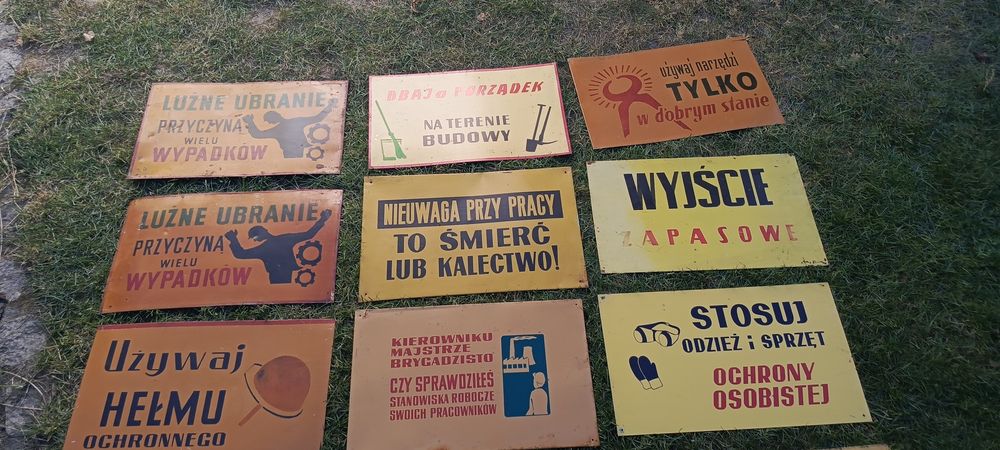 LUŹNE UBRANIE
PRZYCZYNĄ
WIELU
WYPADKÓW
DBAJ o PORZĄDEK
NA TERENIE
BUDOWY
używaj narzędzi
TYLKO
w dobrym stanie
LUŹNE UBRANIE
PRZYCZYNĄ
WIELU
WYPADKÓW
NIEUWAGA PRZY PRACY
TO ŚMIERĆ
LUB KALECTWO!
WYJŚCIE
ZAPASOWE
Używaj
HEŁMU
OCHRONNEGO
KIEROWNIKU
MAJSTRZE
BRYGADZISTO
CZY SPRAWDZIŁEŚ
STANOWISKA ROBOCZE
SWOICH PRACOWNIKÓW
STOSUJ
ODZIEŻ i SPRZĘT
OCHRONY
OSOBISTEJ